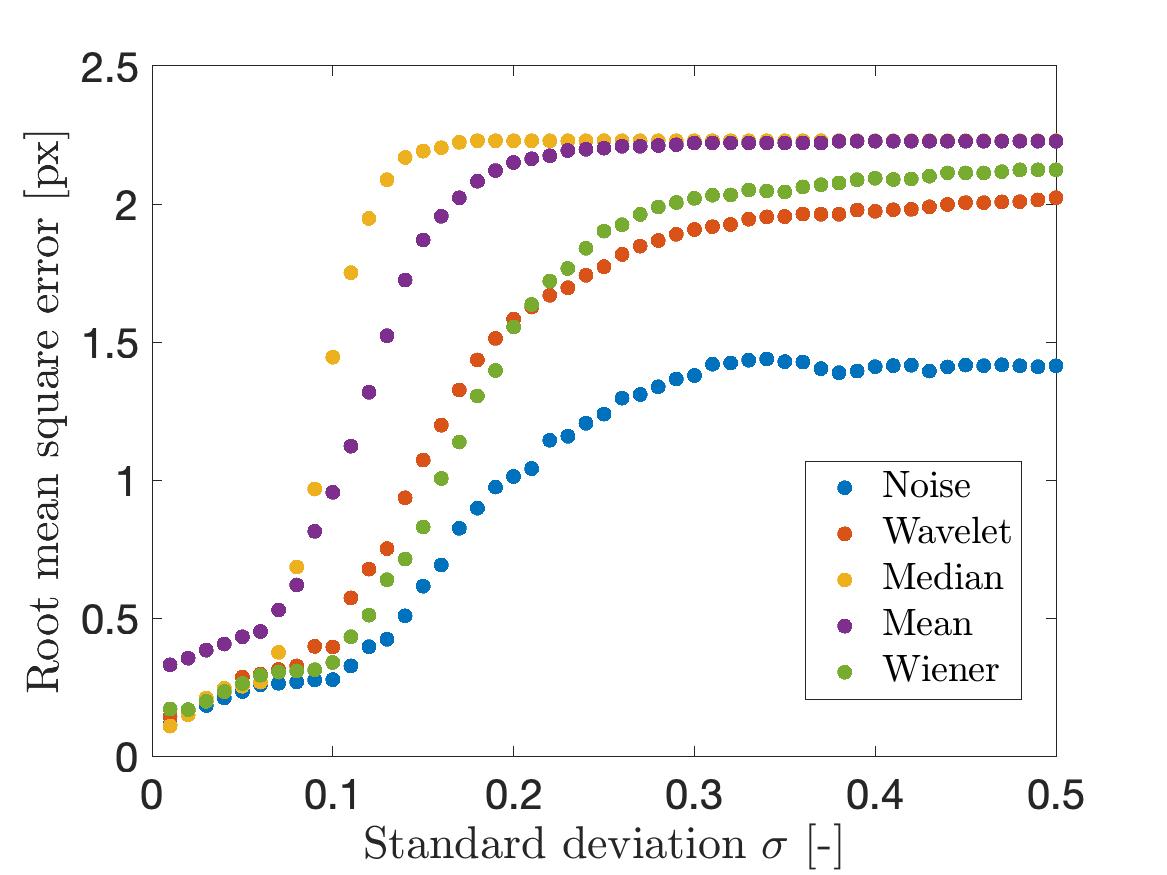 2.5
2
1.5
1
0.5
0
Root mean square error [px]
Noise
Wavelet
Median
Mean
Wiener
0 0.1 0.2 0.3 0.4 0.5
Standard deviation σ [-]